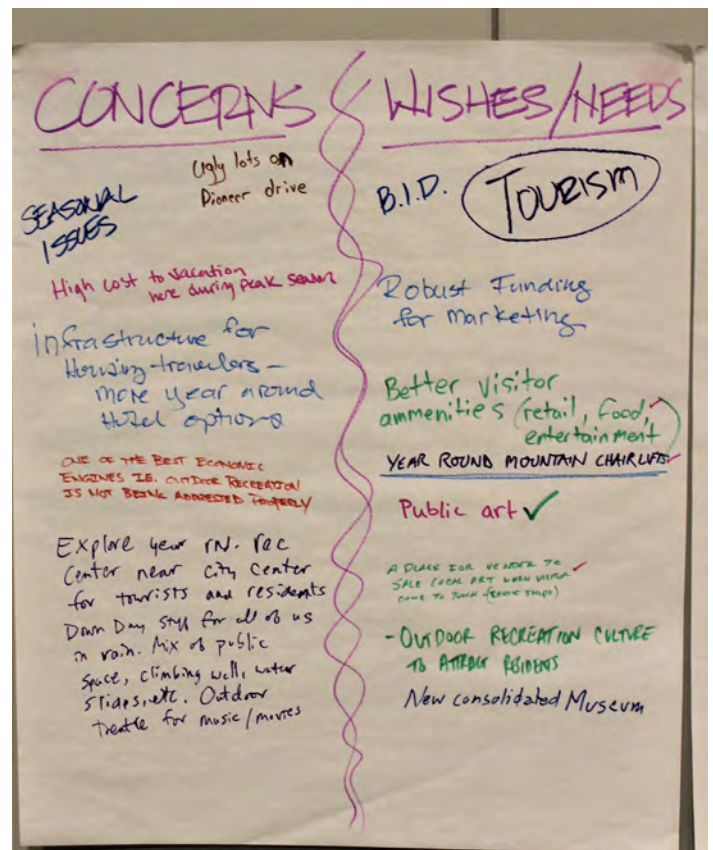 CONCERNS
Ugly lots on
Pioneer drive
SEASONAL
ISSUES
High cost to vacation
here during peak season
infrastructure for
Housing travelers –
more year around
Hotel options
ONE OF THE BEST ECONOMIC
ENGINES I.E. OUTDOOR RECREATION
IS NOT BEING ADDRESSED PROPERLY
Explore year rN. rec
Center near city center
for tourists and residents
Down Day stuff for all of us
in rain. Mix of public
space, climbing wall, water
slides, etc. Outdoor
theatre for music/movies
WISHES/NEEDS
B.I.D. TOURISM
Robust Funding
for marketing
Better visitor
ammenities (retail, food,
entertainment)
YEAR ROUND MOUNTAIN CHAIRLIFTS
Public art ✓
A PLACE FOR VENDER TO
SALE LOCAL ART WHEN VISITOR
COME TO TOWN
- OUTDOOR RECREATION CULTURE
TO ATTRACT RESIDENTS
New consolidated Museum